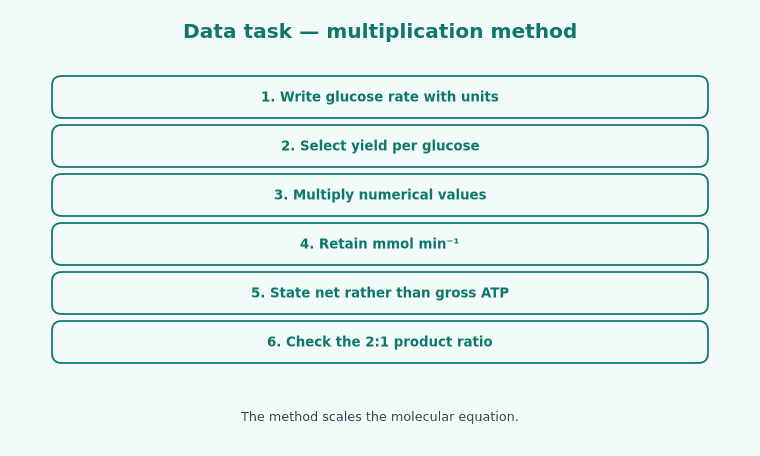 Data task — multiplication method
1. Write glucose rate with units
2. Select yield per glucose
3. Multiply numerical values
4. Retain mmol min⁻¹
5. State net rather than gross ATP
6. Check the 2:1 product ratio
The method scales the molecular equation.